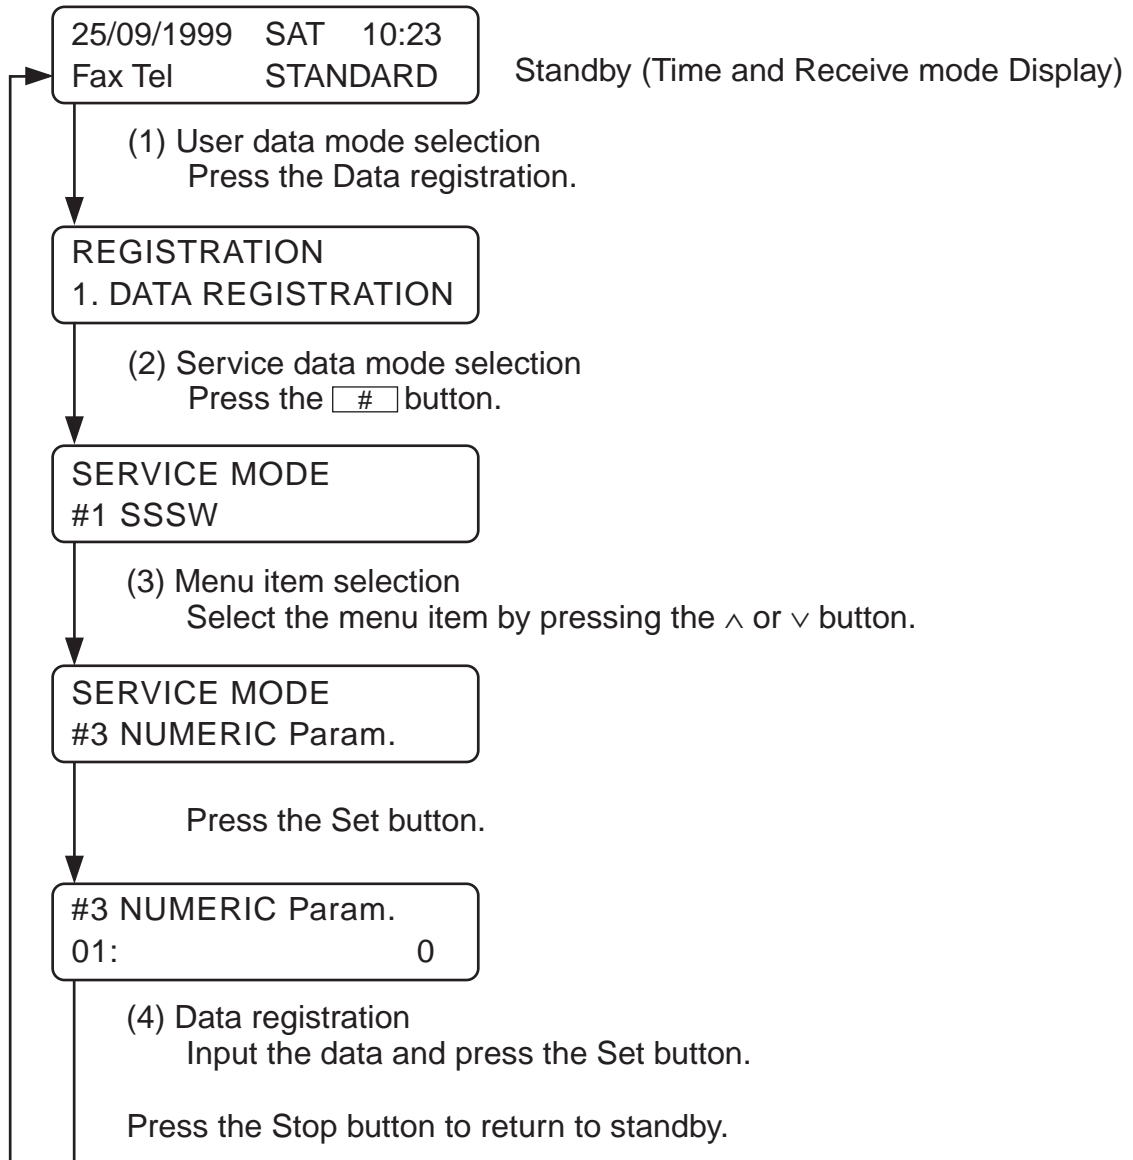 25/09/1999 SAT 10:23
Fax Tel STANDARD
Standby (Time and Receive mode Display)
(1) User data mode selection
Press the Data registration.
REGISTRATION
1. DATA REGISTRATION
(2) Service data mode selection
Press the # button.
SERVICE MODE
#1 SSSW
(3) Menu item selection
Select the menu item by pressing the ∧ or ∨ button.
SERVICE MODE
#3 NUMERIC Param.
Press the Set button.
#3 NUMERIC Param.
01: 0
(4) Data registration
Input the data and press the Set button.
Press the Stop button to return to standby.